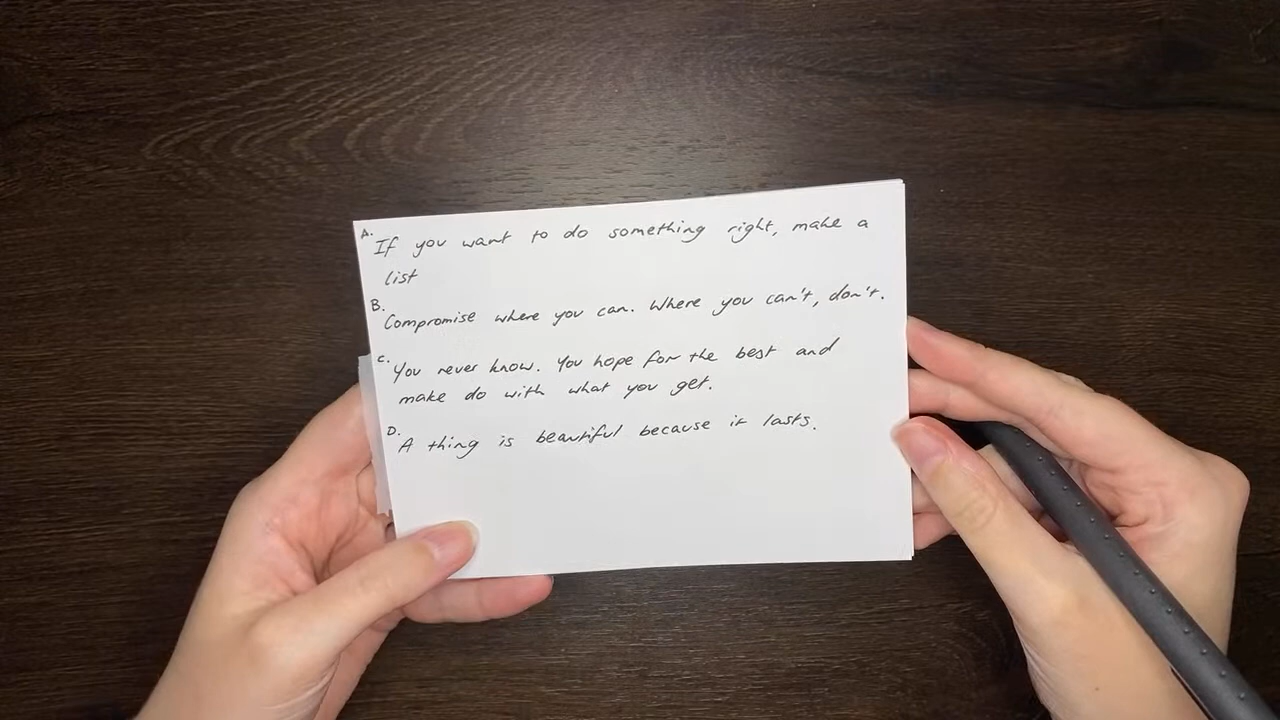 A. If you want to do something right, make a
list
B. Compromise where you can. Where you can't, don't.
C. You never know. You hope for the best and
make do with what you get.
D. A thing is beautiful because it lasts.